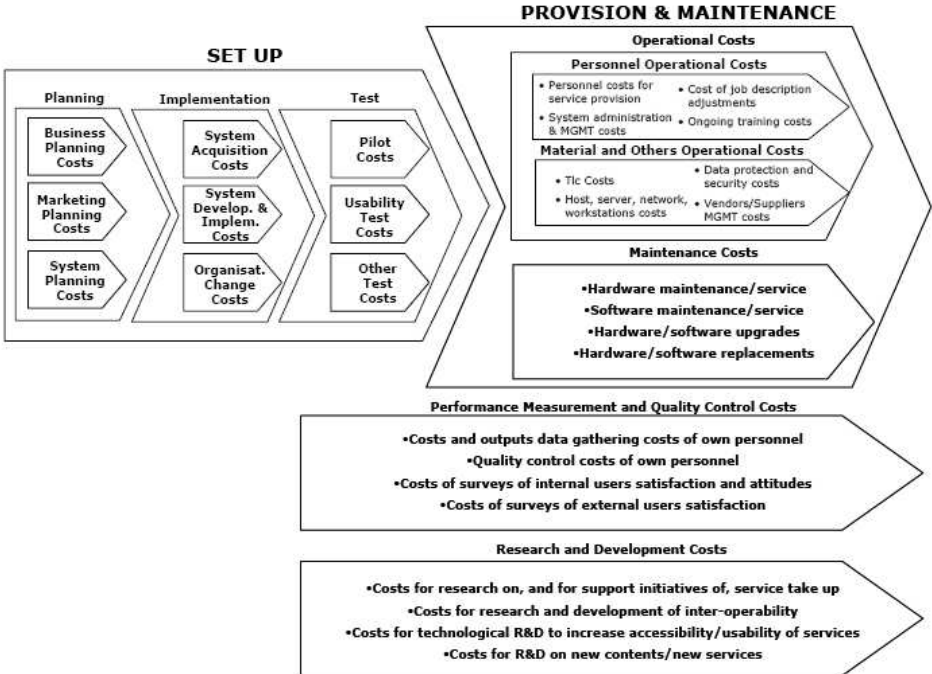 PROVISION & MAINTENANCE
SET UP
Planning
Business
Planning
Costs
Marketing
Planning
Costs
System
Planning
Costs
Implementation
System
Acquisition
Costs
System
Develop. &
Implem.
Costs
Organisat.
Change
Costs
Test
Pilot
Costs
Usability
Test
Costs
Other
Test
Costs
Operational Costs
Personnel Operational Costs
• Personnel costs for
service provision
• System administration
& MGMT costs
• Cost of job description
adjustments
• Ongoing training costs
Material and Others Operational Costs
• Tlc Costs
• Host, server, network,
workstations costs
• Data protection and
security costs
• Vendors/Suppliers
MGMT costs
Maintenance Costs
•Hardware maintenance/service
•Software maintenance/service
•Hardware/software upgrades
•Hardware/software replacements
Performance Measurement and Quality Control Costs
•Costs and outputs data gathering costs of own personnel
•Quality control costs of own personnel
•Costs of surveys of internal users satisfaction and attitudes
•Costs of surveys of external users satisfaction
Research and Development Costs
•Costs for research on, and for support initiatives of, service take up
•Costs for research and development of inter-operability
•Costs for technological R&D to increase accessibility/usability of services
•Costs for R&D on new contents/new services